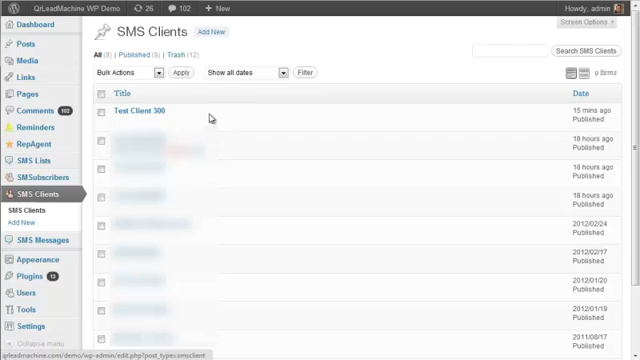 QrLeadMachine WP Demo 26 102 + New Howdy, admin
Dashboard
Posts
Media
Links
Pages
Comments 102
Reminders
RepAgent
SMS Lists
SMSubscribers
SMS Clients
SMS Clients
Add New
SMS Messages
Appearance
Plugins 13
Users
Tools
Settings
Collapse menu
Screen Options
SMS Clients Add New
All (9) | Published (9) | Trash (12)
Search SMS Clients
Bulk Actions Apply Show all dates Filter 9 items
Title Date
Test Client 300 15 mins ago
Published
18 hours ago
Published
18 hours ago
Published
18 hours ago
Published
2012/02/24
Published
2012/02/17
Published
2012/01/20
Published
2012/01/19
Published
2011/08/17
Published
qrleadmachine.com/demo/wp-admin/edit.php?post_type=smsclient